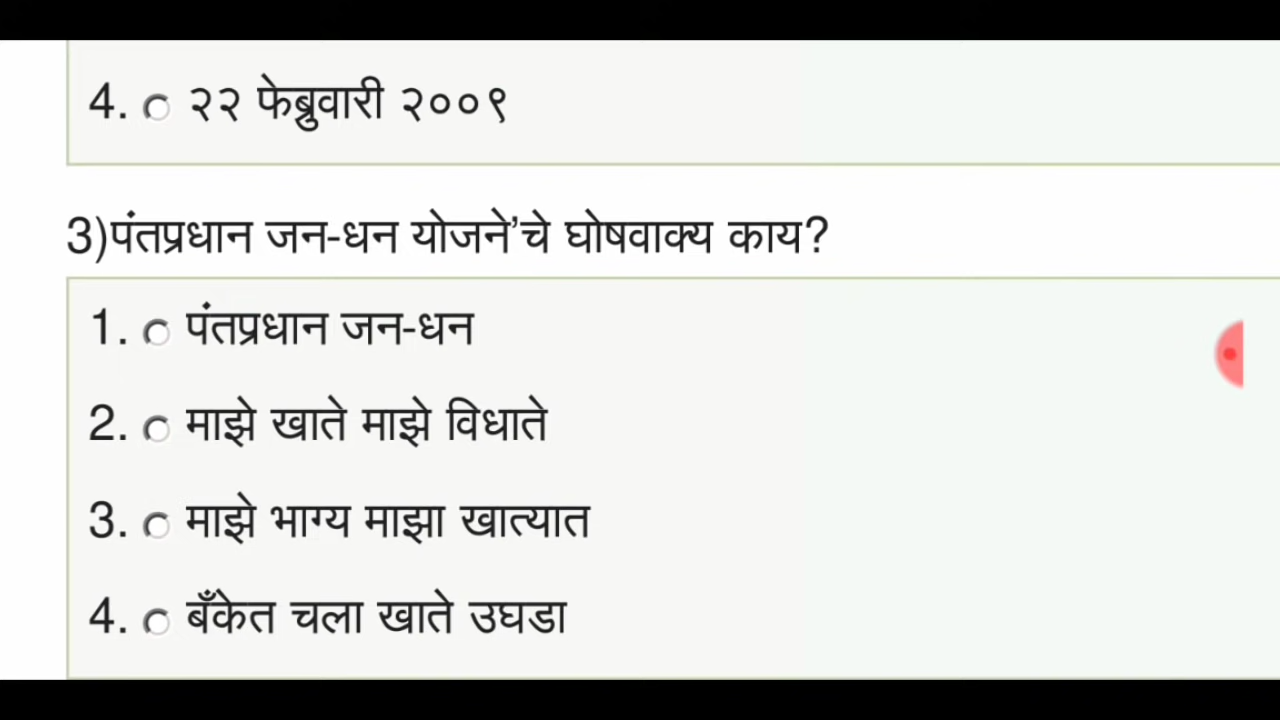 4. २२ फेब्रुवारी २००९
3)पंतप्रधान जन-धन योजने’चे घोषवाक्य काय?
1. पंतप्रधान जन-धन
2. माझे खाते माझे विधाते
3. माझे भाग्य माझा खात्यात
4. बँकेत चला खाते उघडा